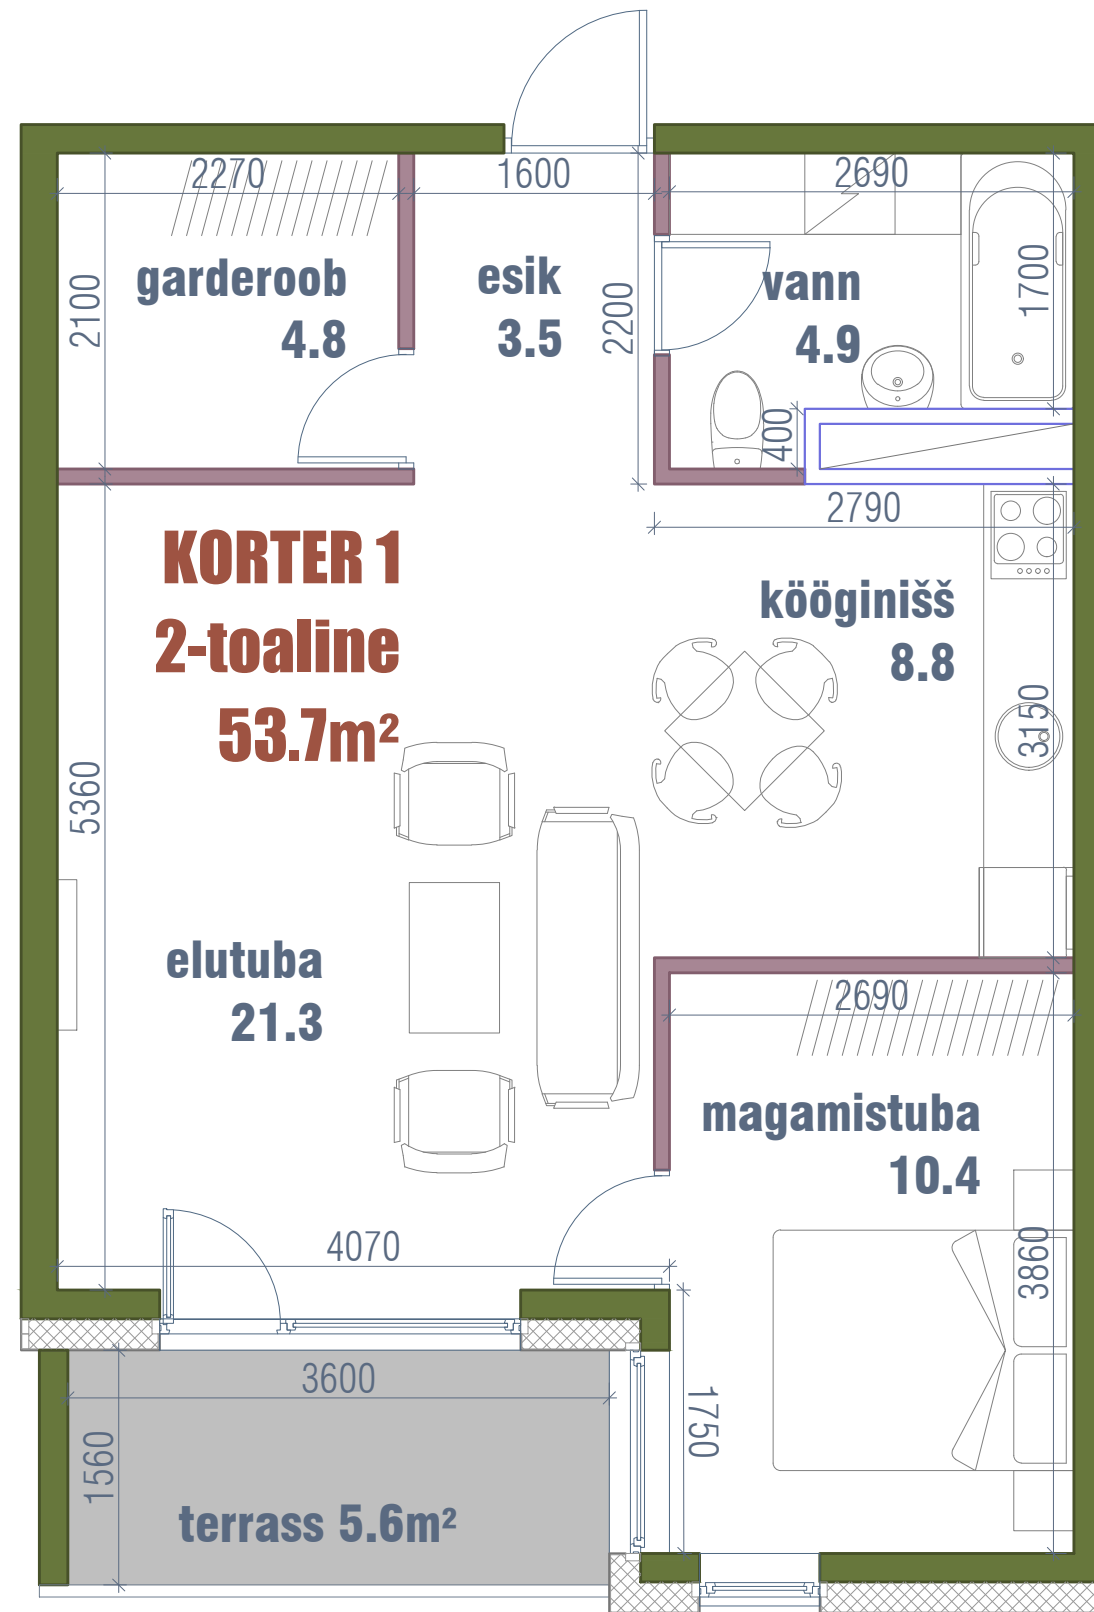 2270
1600
2690
garderoob
4.8
esik
3.5
vann
4.9
2100
2200
1700
400
2790
KORTER 1
2-toaline
53.7m²
kööginišš
8.8
5360
3150
elutuba
21.3
2690
magamistuba
10.4
4070
3860
3600
1750
1560
terrass 5.6m²